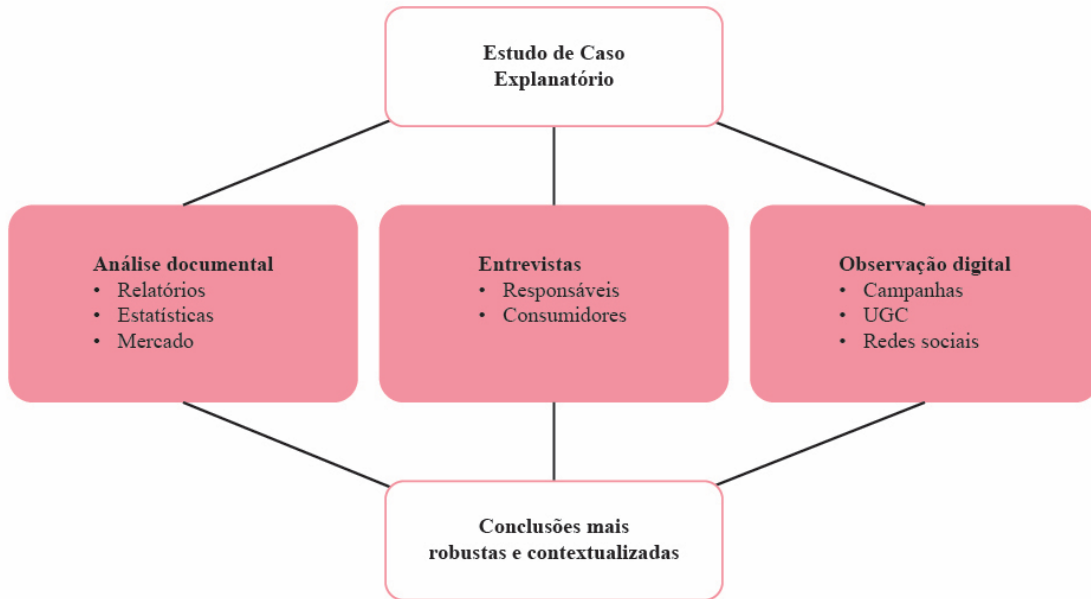 Estudo de Caso
Explanatório
Análise documental
• Relatórios
• Estatísticas
• Mercado
Entrevistas
• Responsáveis
• Consumidores
Observação digital
• Campanhas
• UGC
• Redes sociais
Conclusões mais
robustas e contextualizadas